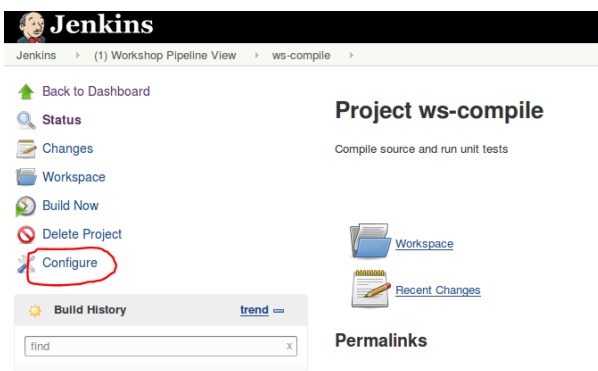 Jenkins
Jenkins (1) Workshop Pipeline View ws-compile
Back to Dashboard
Status
Changes
Workspace
Build Now
Delete Project
Configure
Build History trend
find x
Project ws-compile
Compile source and run unit tests
Workspace
Recent Changes
Permalinks